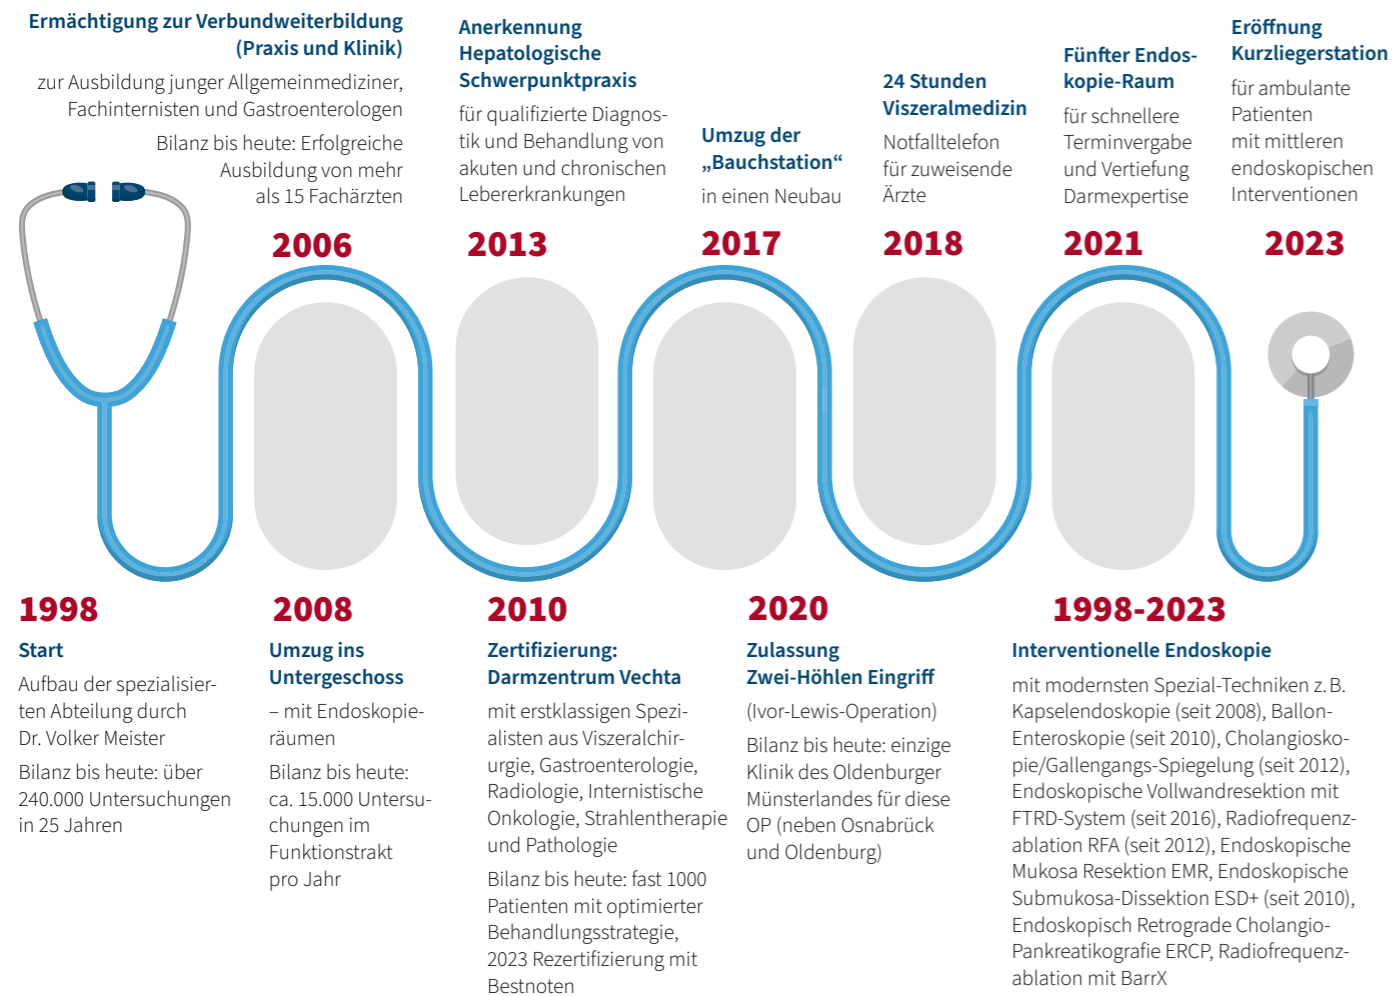 Ermächtigung zur Verbundweiterbildung
(Praxis und Klinik)
zur Ausbildung junger Allgemeinmediziner,
Fachinternisten und Gastroenterologen
Bilanz bis heute: Erfolgreiche
Ausbildung von mehr
als 15 Fachärzten
2006
Anerkennung
Hepatologische
Schwerpunktpraxis
für qualifizierte Diagnos-
tik und Behandlung von
akuten und chronischen
Lebererkrankungen
2013
Umzug der
„Bauchstation“
in einen Neubau
2017
24 Stunden
Viszeralmedizin
Notfalltelefon
für zuweisende
Ärzte
2018
Fünfter Endos-
kopie-Raum
für schnellere
Terminvergabe
und Vertiefung
Darmexpertise
2021
Eröffnung
Kurzliegerstation
für ambulante
Patienten
mit mittleren
endoskopischen
Interventionen
2023
1998
Start
Aufbau der spezialisier-
ten Abteilung durch
Dr. Volker Meister
Bilanz bis heute: über
240.000 Untersuchungen
in 25 Jahren
2008
Umzug ins
Untergeschoss
– mit Endoskopie-
räumen
Bilanz bis heute:
ca. 15.000 Untersu-
chungen im
Funktionstrakt
pro Jahr
2010
Zertifizierung:
Darmzentrum Vechta
mit erstklassigen Spezi-
alisten aus Viszeralchir-
urgie, Gastroenterologie,
Radiologie, Internistische
Onkologie, Strahlentherapie
und Pathologie
Bilanz bis heute: fast 1000
Patienten mit optimierter
Behandlungsstrategie,
2023 Rezertifizierung mit
Bestnoten
2020
Zulassung
Zwei-Höhlen Eingriff
(Ivor-Lewis-Operation)
Bilanz bis heute: einzige
Klinik des Oldenburger
Münsterlandes für diese
OP (neben Osnabrück
und Oldenburg)
1998-2023
Interventionelle Endoskopie
mit modernsten Spezial-Techniken z. B.
Kapselendoskopie (seit 2008), Ballon-
Enteroskopie (seit 2010), Cholangiosko-
pie/Gallengangs-Spiegelung (seit 2012),
Endoskopische Vollwandresektion mit
FTRD-System (seit 2016), Radiofrequenz-
ablation RFA (seit 2012), Endoskopische
Mukosa Resektion EMR, Endoskopische
Submukosa-Dissektion ESD+ (seit 2010),
Endoskopisch Retrograde Cholangio-
Pankreatikografie ERCP, Radiofrequenz-
ablation mit BarrX